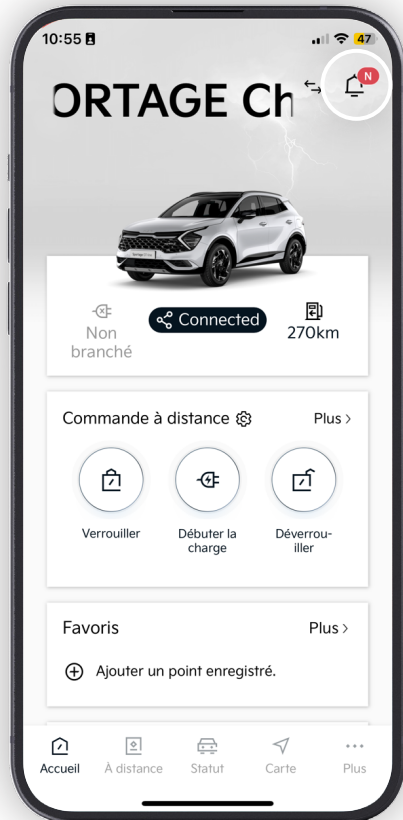 10:55
47
ORTAGE Ch
N
Non
branché
Connected
270km
Commande à distance
Plus >
Verrouiller
Débuter la
charge
Déverrou-
iller
Favoris
Plus >
Ajouter un point enregistré.
Accueil
À distance
Statut
Carte
Plus